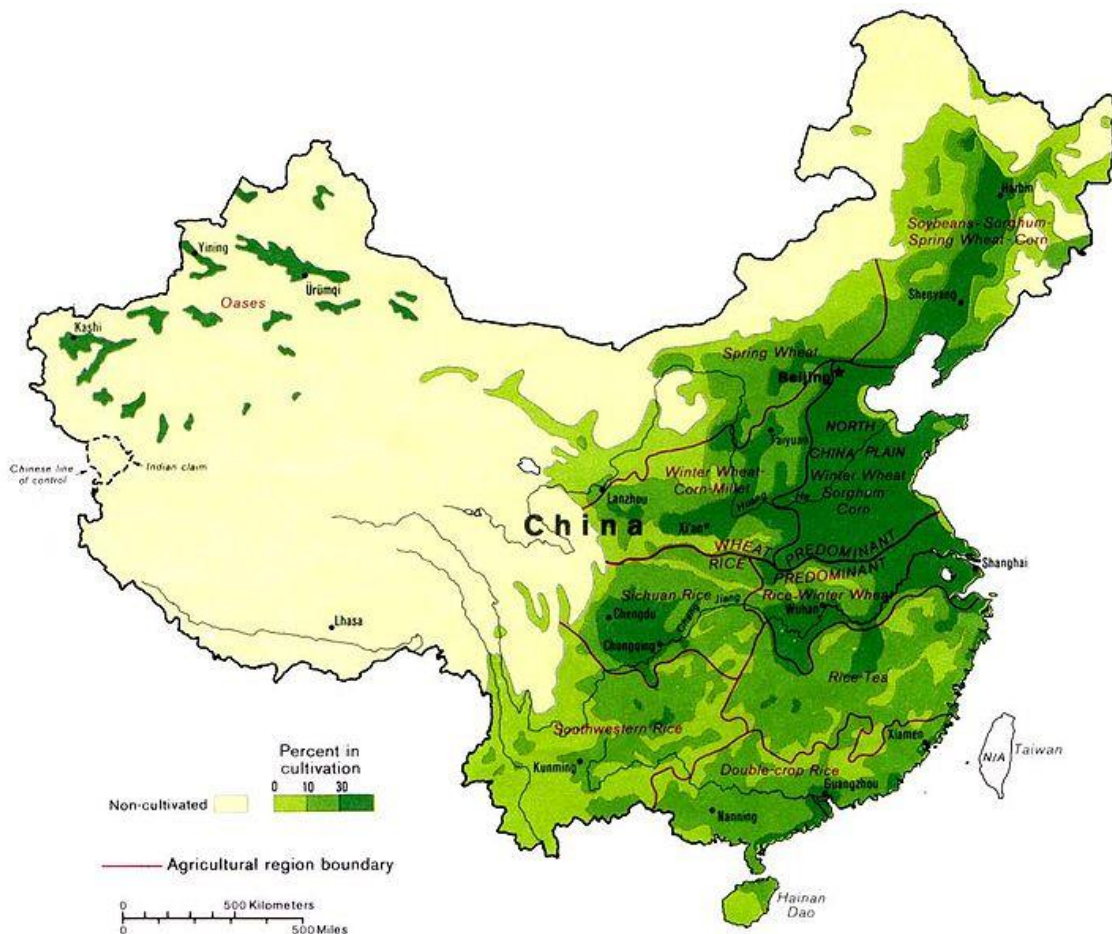 Harbin
Soybeans-Sorghum-
Spring Wheat-Corn
Shenyang
Yining
Ürümqi
Oases
Kashi
Spring Wheat
Beijing
Taiyuan
NORTH
CHINA PLAIN
Winter Wheat
Sorghum
Corn
Chinese line
of control
Indian claim
Winter Wheat-
Corn-Millet
Huang He
Lanzhou
China
Xi'an
WHEAT PREDOMINANT
RICE PREDOMINANT
Shanghai
Sichuan Rice
Rice-Winter Wheat
Chengdu
Chang Jiang
Wuhan
Lhasa
Chongqing
Rice-Tea
Southwestern Rice
Xiamen
N/A
Taiwan
Kunming
Double-crop Rice
Guangzhou
Nanning
Hainan
Dao
Percent in
cultivation
0 10 30
Non-cultivated
Agricultural region boundary
0 500 Kilometers
0 500 Miles